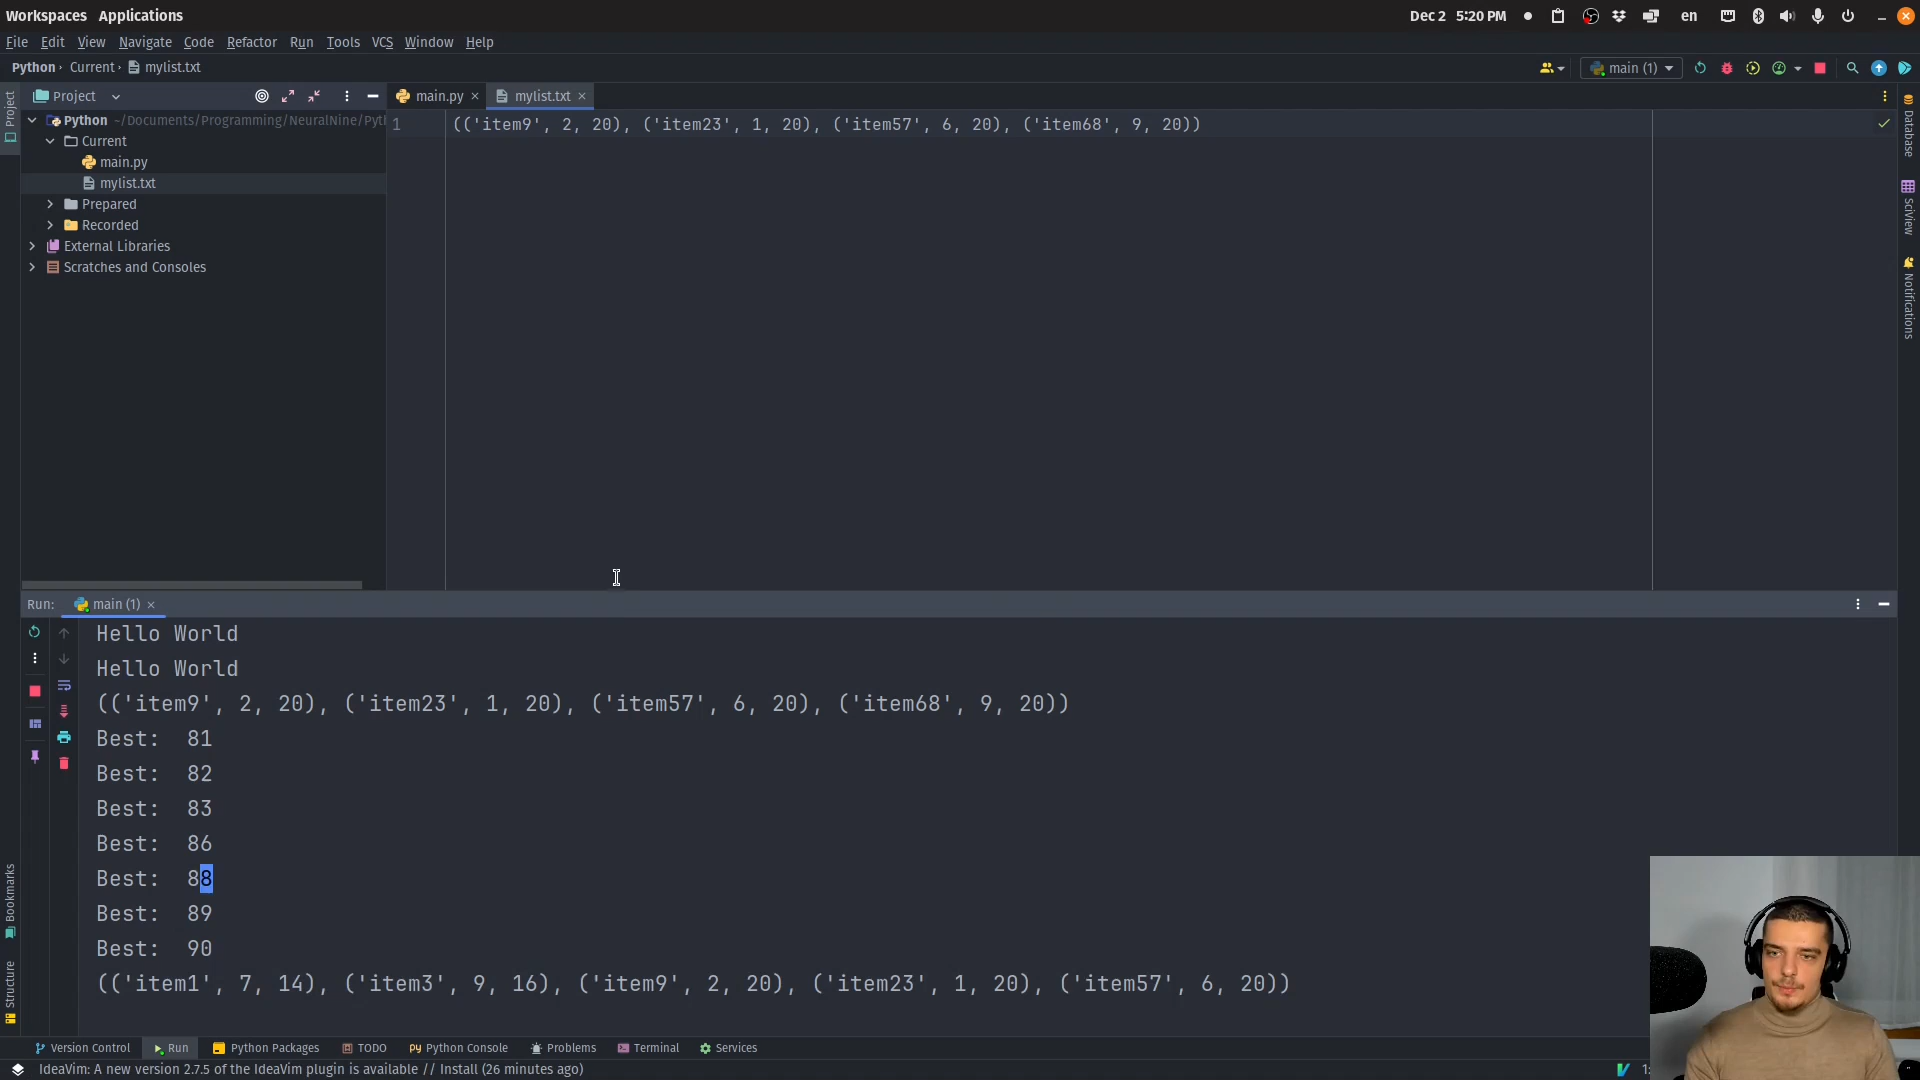 Workspaces Applications
Dec 2 5:20 PM
en
File Edit View Navigate Code Refactor Run Tools VCS Window Help
Python Current mylist.txt
main (1)
Project
main.py
mylist.txt
Python ~/Documents/Programming/NeuralNine/Pyt
Current
main.py
mylist.txt
Prepared
Recorded
External Libraries
Scratches and Consoles
1 (('item9', 2, 20), ('item23', 1, 20), ('item57', 6, 20), ('item68', 9, 20))
Project
Bookmarks
Structure
Database
SciView
Notifications
Run: main (1)
Hello World
Hello World
(('item9', 2, 20), ('item23', 1, 20), ('item57', 6, 20), ('item68', 9, 20))
Best:  81
Best:  82
Best:  83
Best:  86
Best:  88
Best:  89
Best:  90
(('item1', 7, 14), ('item3', 9, 16), ('item9', 2, 20), ('item23', 1, 20), ('item57', 6, 20))
Version Control Run Python Packages TODO Python Console Problems Terminal Services
IdeaVim: A new version 2.7.5 of the IdeaVim plugin is available // Install (26 minutes ago)